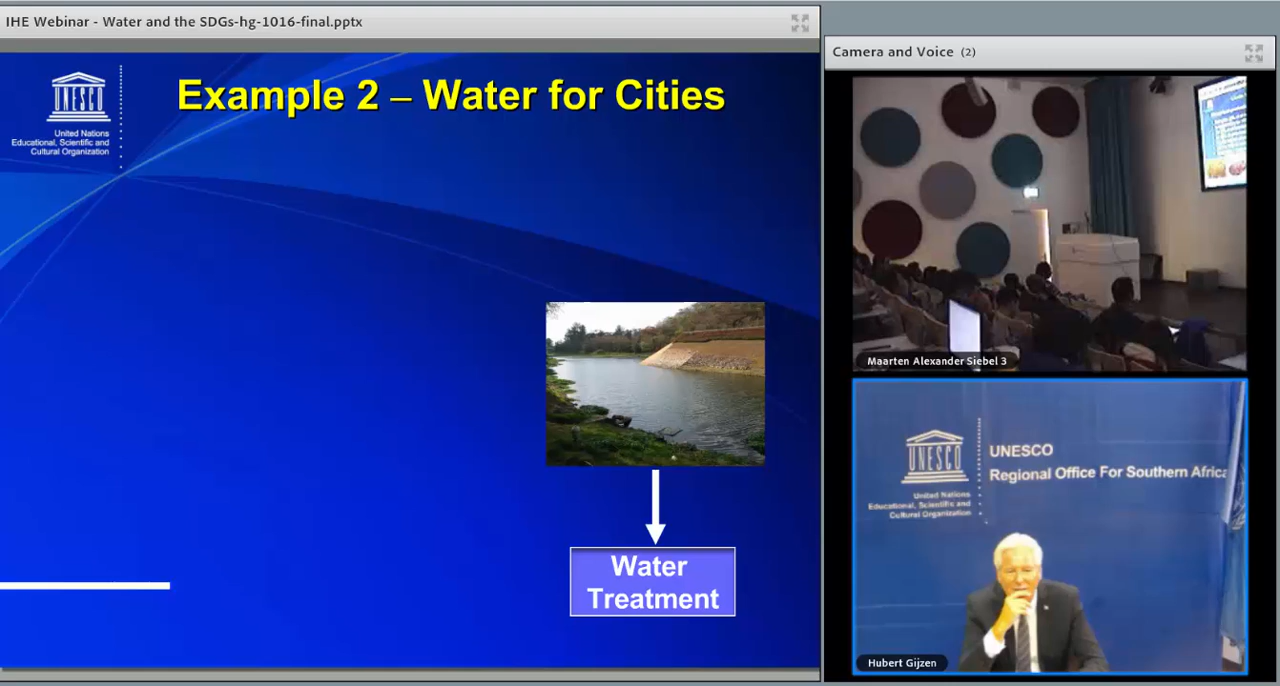 IHE Webinar - Water and the SDGs-hg-1016-final.pptx
UNESCO
United Nations
Educational, Scientific and
Cultural Organization
Example 2 – Water for Cities
Water
Treatment
Camera and Voice (2)
Maarten Alexander Siebel 3
UNESCO
United Nations
Educational, Scientific and
Cultural Organization
UNESCO
Regional Office For Southern Africa
Hubert Gijzen